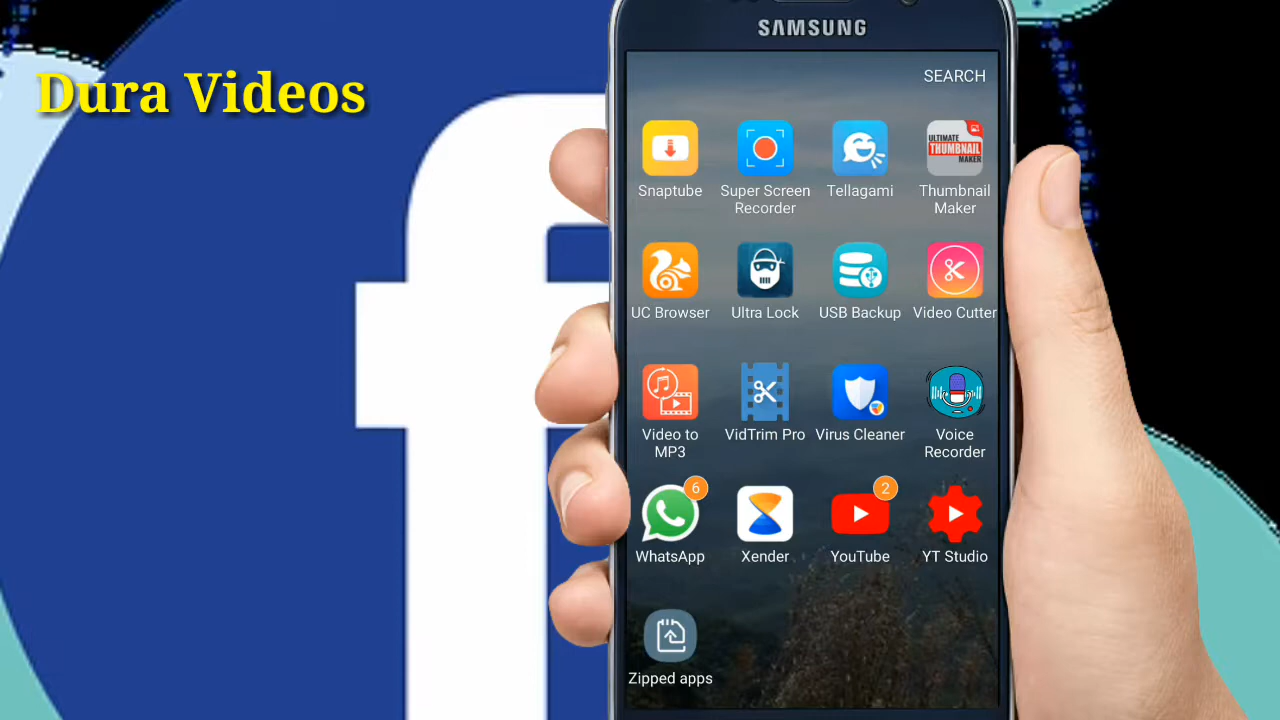 Dura Videos
SAMSUNG
SEARCH
Snaptube
Super Screen
Recorder
Tellagami
ULTIMATE
THUMBNAIL
MAKER
Thumbnail
Maker
UC Browser
Ultra Lock
USB Backup
Video Cutter
Video to
MP3
VidTrim Pro
Virus Cleaner
Voice
Recorder
6
WhatsApp
Xender
2
YouTube
YT Studio
Zipped apps